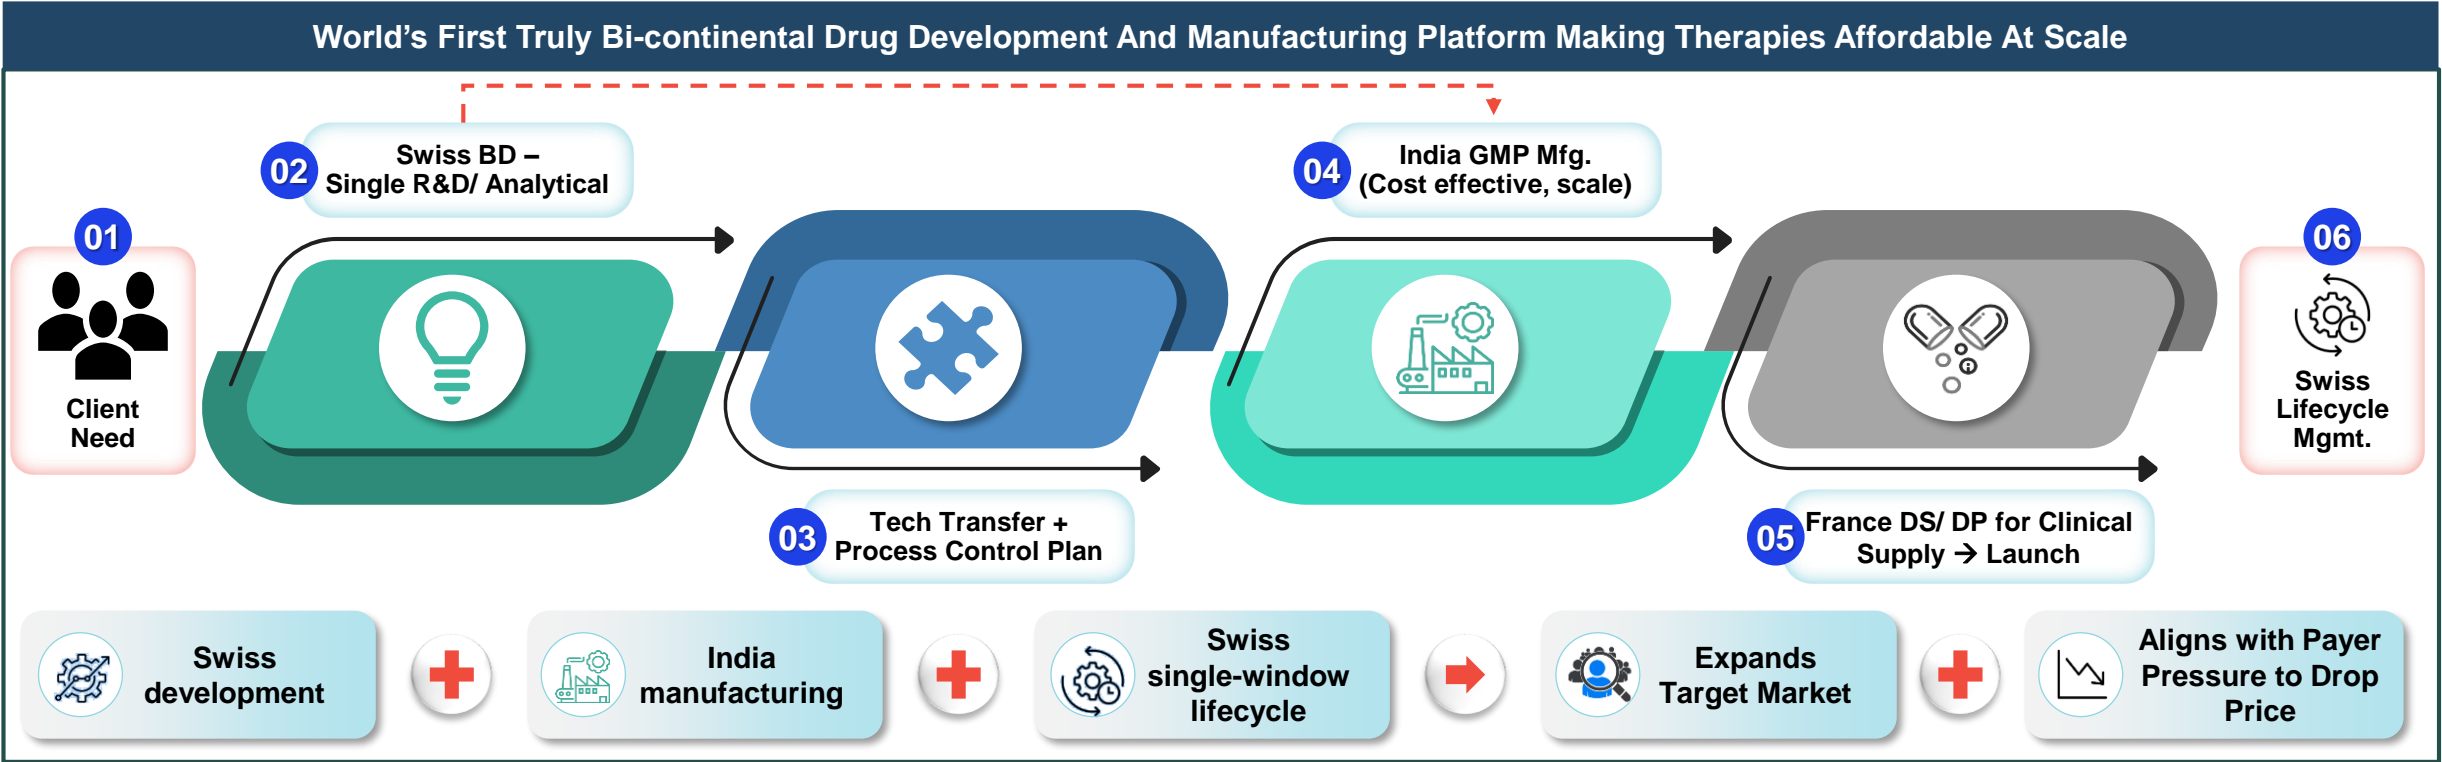 World’s First Truly Bi-continental Drug Development And Manufacturing Platform Making Therapies Affordable At Scale
01
Client
Need
02
Swiss BD –
Single R&D/ Analytical
03
Tech Transfer +
Process Control Plan
04
India GMP Mfg.
(Cost effective, scale)
05
France DS/ DP for Clinical
Supply → Launch
06
Swiss
Lifecycle
Mgmt.
Swiss
development
India
manufacturing
Swiss
single-window
lifecycle
Expands
Target Market
Aligns with Payer
Pressure to Drop
Price